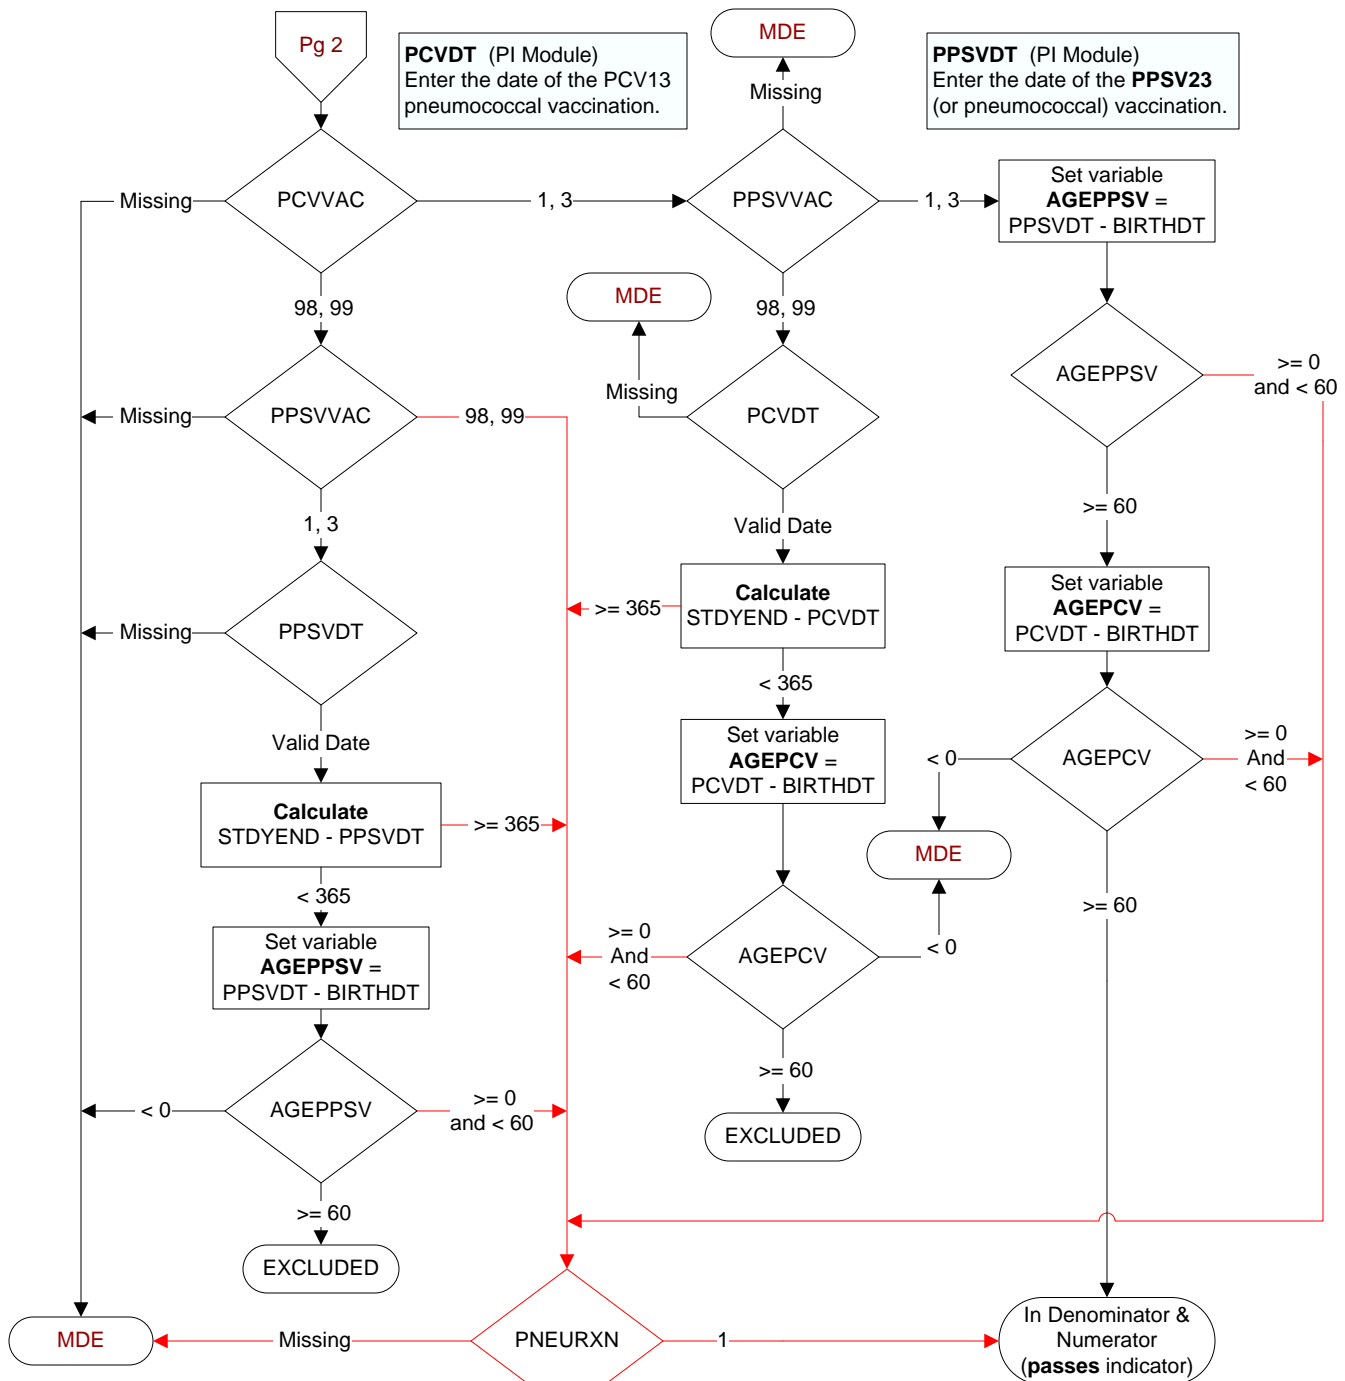 Pg 2
PCVDT (PI Module)
Enter the date of the PCV13
pneumococcal vaccination.
MDE
PPSVDT (PI Module)
Enter the date of the PPSV23
(or pneumococcal) vaccination.
Missing
Missing
PCVVAC
1, 3
PPSVVAC
1, 3
Set variable
AGEPPSV =
PPSVDT - BIRTHDT
98, 99
MDE
98, 99
Missing
PPSVVAC
98, 99
Missing
PCVDT
AGEPPSV
>= 0
and < 60
1, 3
Valid Date
>= 60
Missing
PPSVDT
>= 365
Calculate
STDYEND - PCVDT
Set variable
AGEPCV =
PCVDT - BIRTHDT
< 365
Valid Date
Set variable
AGEPCV =
PCVDT - BIRTHDT
< 0
AGEPCV
>= 0
And
< 60
Calculate
STDYEND - PPSVDT
>= 365
MDE
< 365
>= 60
Set variable
AGEPPSV =
PPSVDT - BIRTHDT
>= 0
And
< 60
AGEPCV
< 0
>= 60
< 0
AGEPPSV
>= 0
and < 60
EXCLUDED
>= 60
EXCLUDED
MDE
Missing
PNEURXN
1
In Denominator &
Numerator
(passes indicator)